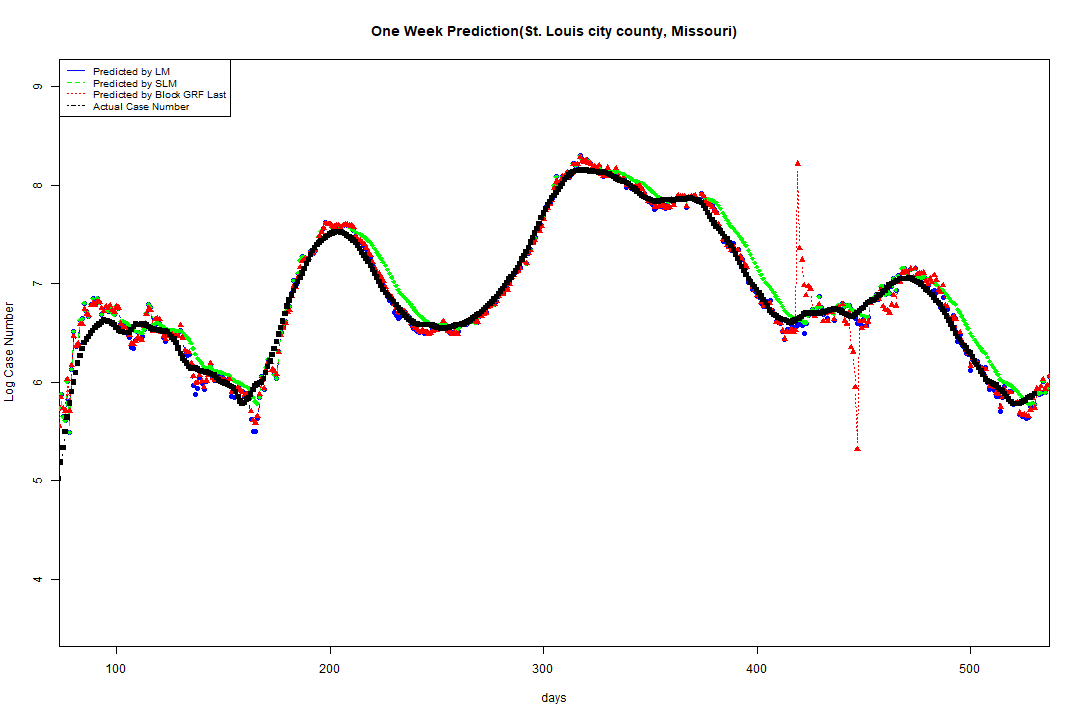 One Week Prediction(St. Louis city county, Missouri)
Predicted by LM
Predicted by SLM
Predicted by Block GRF Last
Actual Case Number
Log Case Number
9
8
7
6
5
4
100 200 300 400 500
days